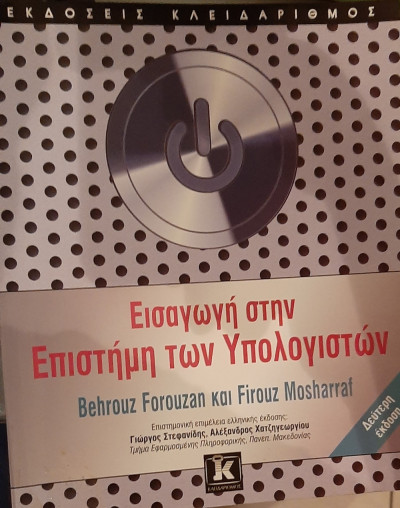 ΕΚΔΟΣΕΙΣ ΚΛΕΙΔΑΡΙΘΜΟΣ
Εισαγωγή στην
Επιστήμη των Υπολογιστών
Behrouz Forouzan και Firouz Mosharraf
Επιστημονική επιμέλεια ελληνικής έκδοσης:
Γιώργος Στεφανίδης, Αλέξανδρος Χατζηγεωργίου
Τμήμα Εφαρμοσμένης Πληροφορικής, Πανεπ. Μακεδονίας
Δεύτερη
έκδοση
Κ
ΚΛΕΙΔΑΡΙΘΜΟΣ